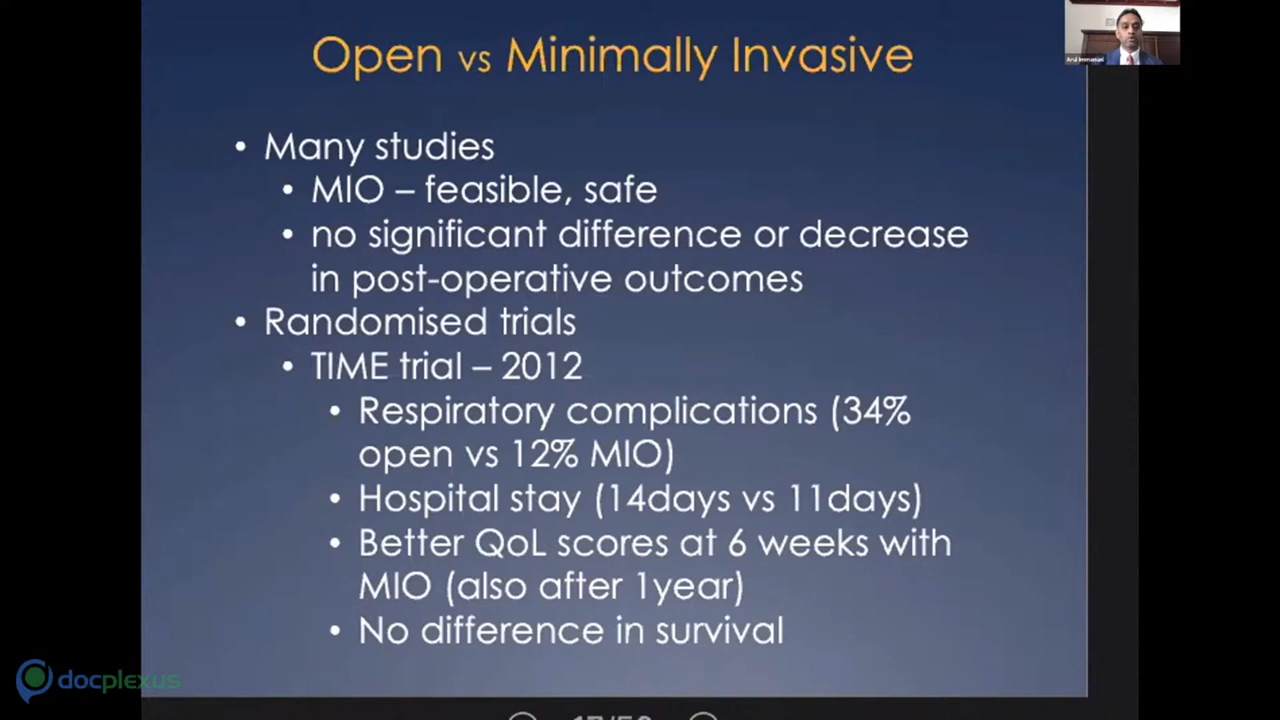 Open vs Minimally Invasive
Arul Immanuel
• Many studies
• MIO – feasible, safe
• no significant difference or decrease
in post-operative outcomes
• Randomised trials
• TIME trial – 2012
• Respiratory complications (34%
open vs 12% MIO)
• Hospital stay (14days vs 11days)
• Better QoL scores at 6 weeks with
MIO (also after 1year)
• No difference in survival
docplexus